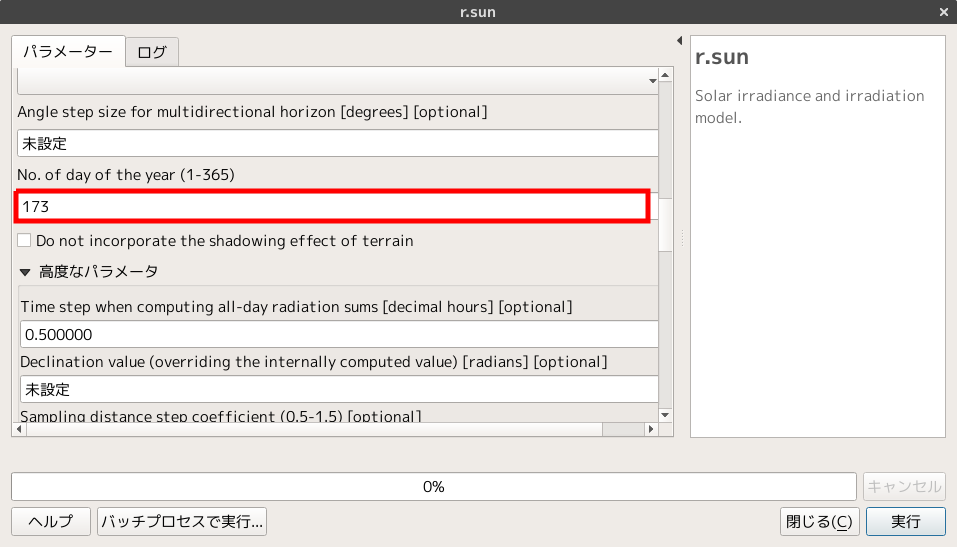 r.sun
パラメーター
ログ
Angle step size for multidirectional horizon [degrees] [optional]
未設定
No. of day of the year (1-365)
173
Do not incorporate the shadowing effect of terrain
高度なパラメータ
Time step when computing all-day radiation sums [decimal hours] [optional]
0.500000
Declination value (overriding the internally computed value) [radians] [optional]
未設定
Sampling distance step coefficient (0.5-1.5) [optional]
r.sun
Solar irradiance and irradiation
model.
0%
キャンセル
ヘルプ
バッチプロセスで実行...
閉じる(C)
実行